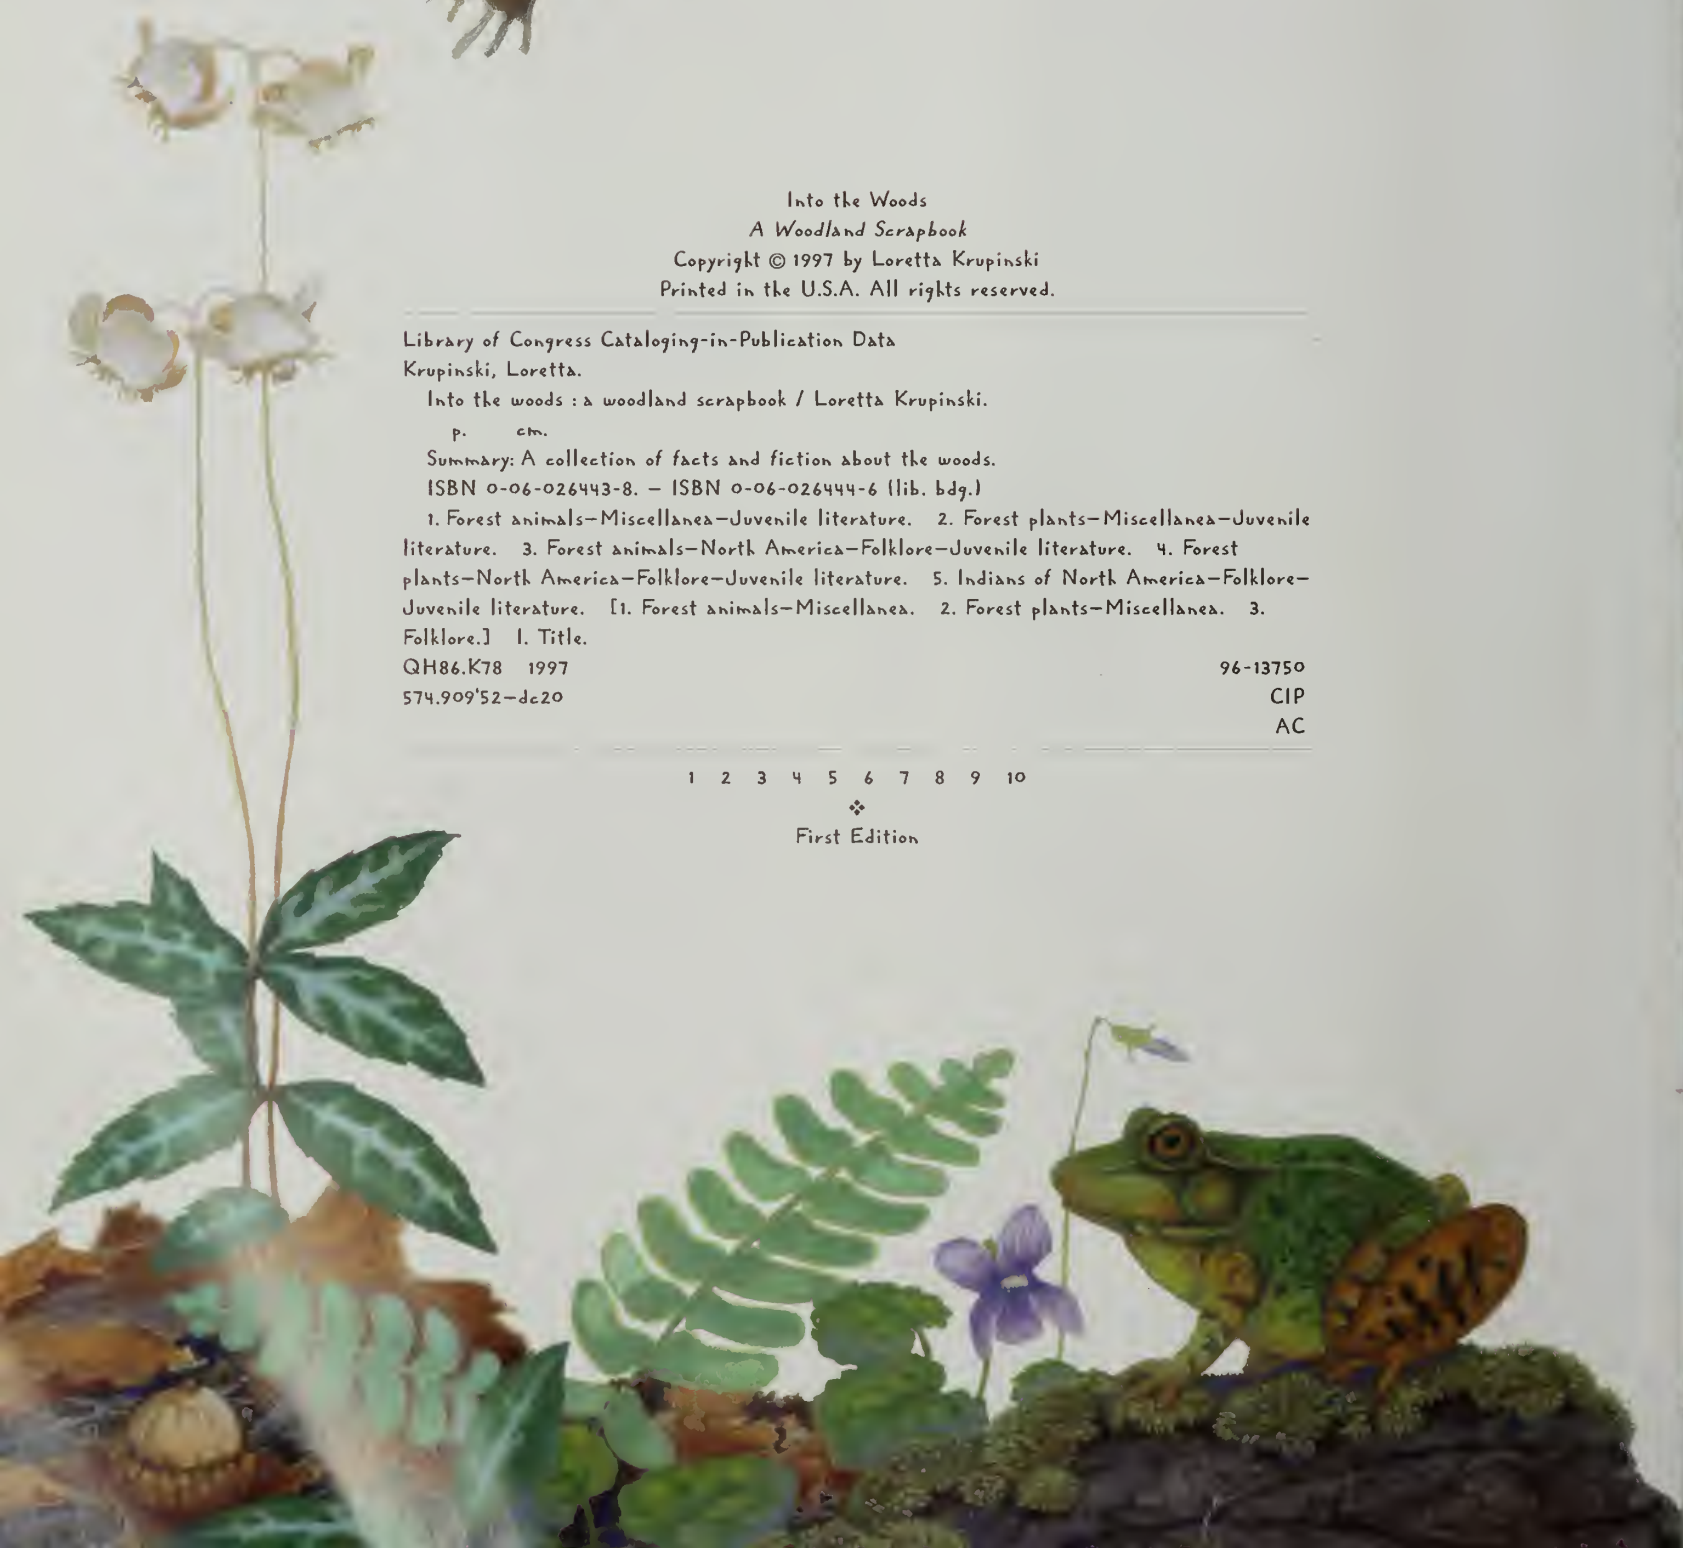 Into the Woods
A Woodland Scrapbook
Copyright © 1997 by Loretta Krupinski
Printed in the U.S.A. All rights reserved.
Library of Congress Cataloging-in-Publication Data
Krupinski, Loretta.
Into the woods : a woodland scrapbook / Loretta Krupinski.
p. cm.
Summary: A collection of facts and fiction about the woods.
ISBN 0-06-026443-8. — ISBN 0-06-026444-6 (lib. bdg.)
1. Forest animals—Miscellanea—Juvenile literature. 2. Forest plants—Miscellanea—Juvenile
literature. 3. Forest animals—North America—Folklore—Juvenile literature. 4. Forest
plants—North America—Folklore—Juvenile literature. 5. Indians of North America—Folklore—
Juvenile literature. [1. Forest animals—Miscellanea. 2. Forest plants—Miscellanea. 3.
Folklore.] I. Title.
QH86.K78 1997 96-13750
574.909'52—dc20 CIP
AC
1 2 3 4 5 6 7 8 9 10
❖
First Edition